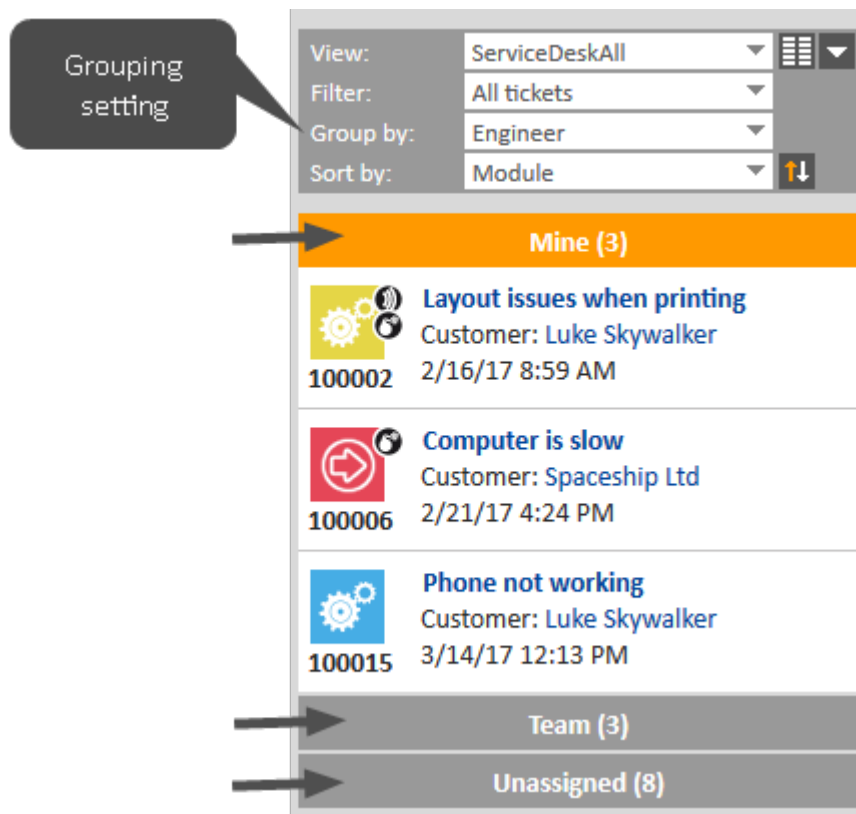 Grouping
setting
View: ServiceDeskAll
Filter: All tickets
Group by: Engineer
Sort by: Module
Mine (3)
Layout issues when printing
Customer: Luke Skywalker
100002 2/16/17 8:59 AM
Computer is slow
Customer: Spaceship Ltd
100006 2/21/17 4:24 PM
Phone not working
Customer: Luke Skywalker
100015 3/14/17 12:13 PM
Team (3)
Unassigned (8)